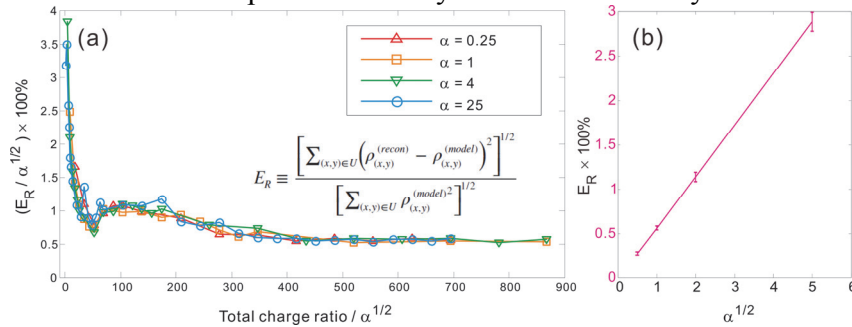 (a)
4
3.5
3
2.5
2
1.5
1
0.5
0
(E_R / α^{1/2}) × 100%
α = 0.25
α = 1
α = 4
α = 25
E_R ≡ [∑_{(x,y)∈U}(ρ_{(x,y)}^{(recon)} − ρ_{(x,y)}^{(model)})^2]^{1/2} / [∑_{(x,y)∈U} ρ_{(x,y)}^{(model)2}]^{1/2}
0 100 200 300 400 500 600 700 800 900
Total charge ratio / α^{1/2}
(b)
3
2.5
2
1.5
1
0.5
0
E_R × 100%
0 1 2 3 4 5 6
α^{1/2}